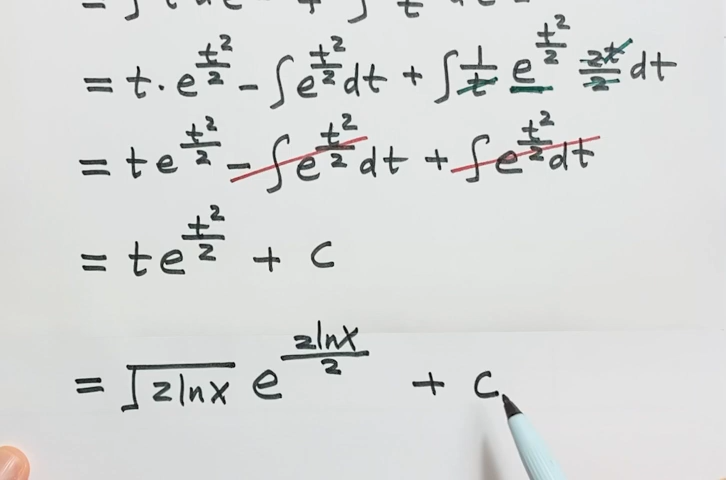 = t·e^(t²/2) - ∫e^(t²/2)dt + ∫(1/t) e^(t²/2) (2t/2) dt
= te^(t²/2) - ∫e^(t²/2)dt + ∫e^(t²/2)dt
= te^(t²/2) + C
= √(2lnx) e^(2lnx/2) + C